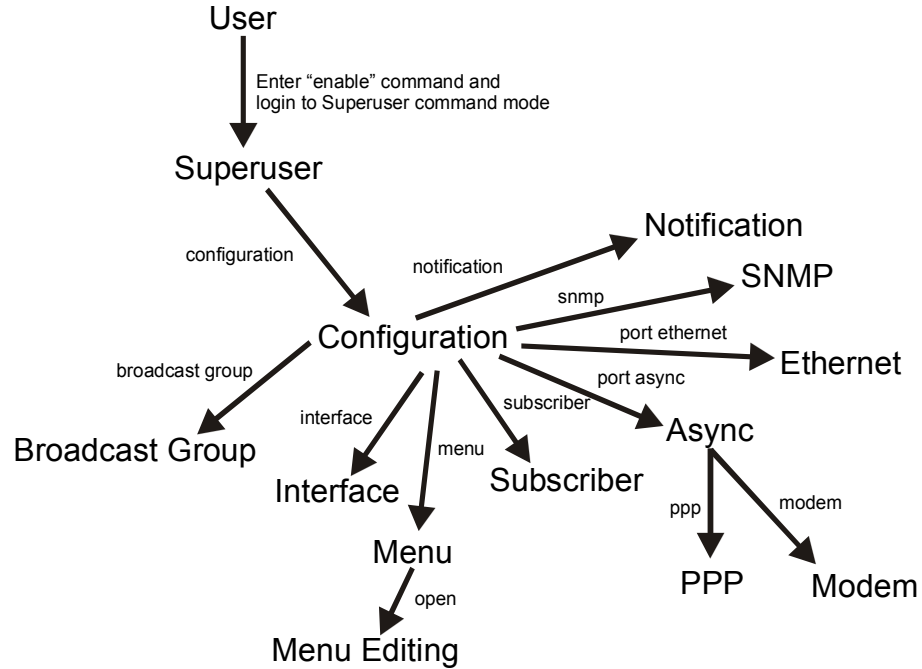 User
Enter “enable” command and
login to Superuser command mode
Superuser
configuration
Notification
notification
SNMP
snmp
Configuration
port ethernet
Ethernet
broadcast group
port async
subscriber
interface
Async
menu
Broadcast Group
Interface
Subscriber
ppp
modem
Menu
PPP
Modem
open
Menu Editing